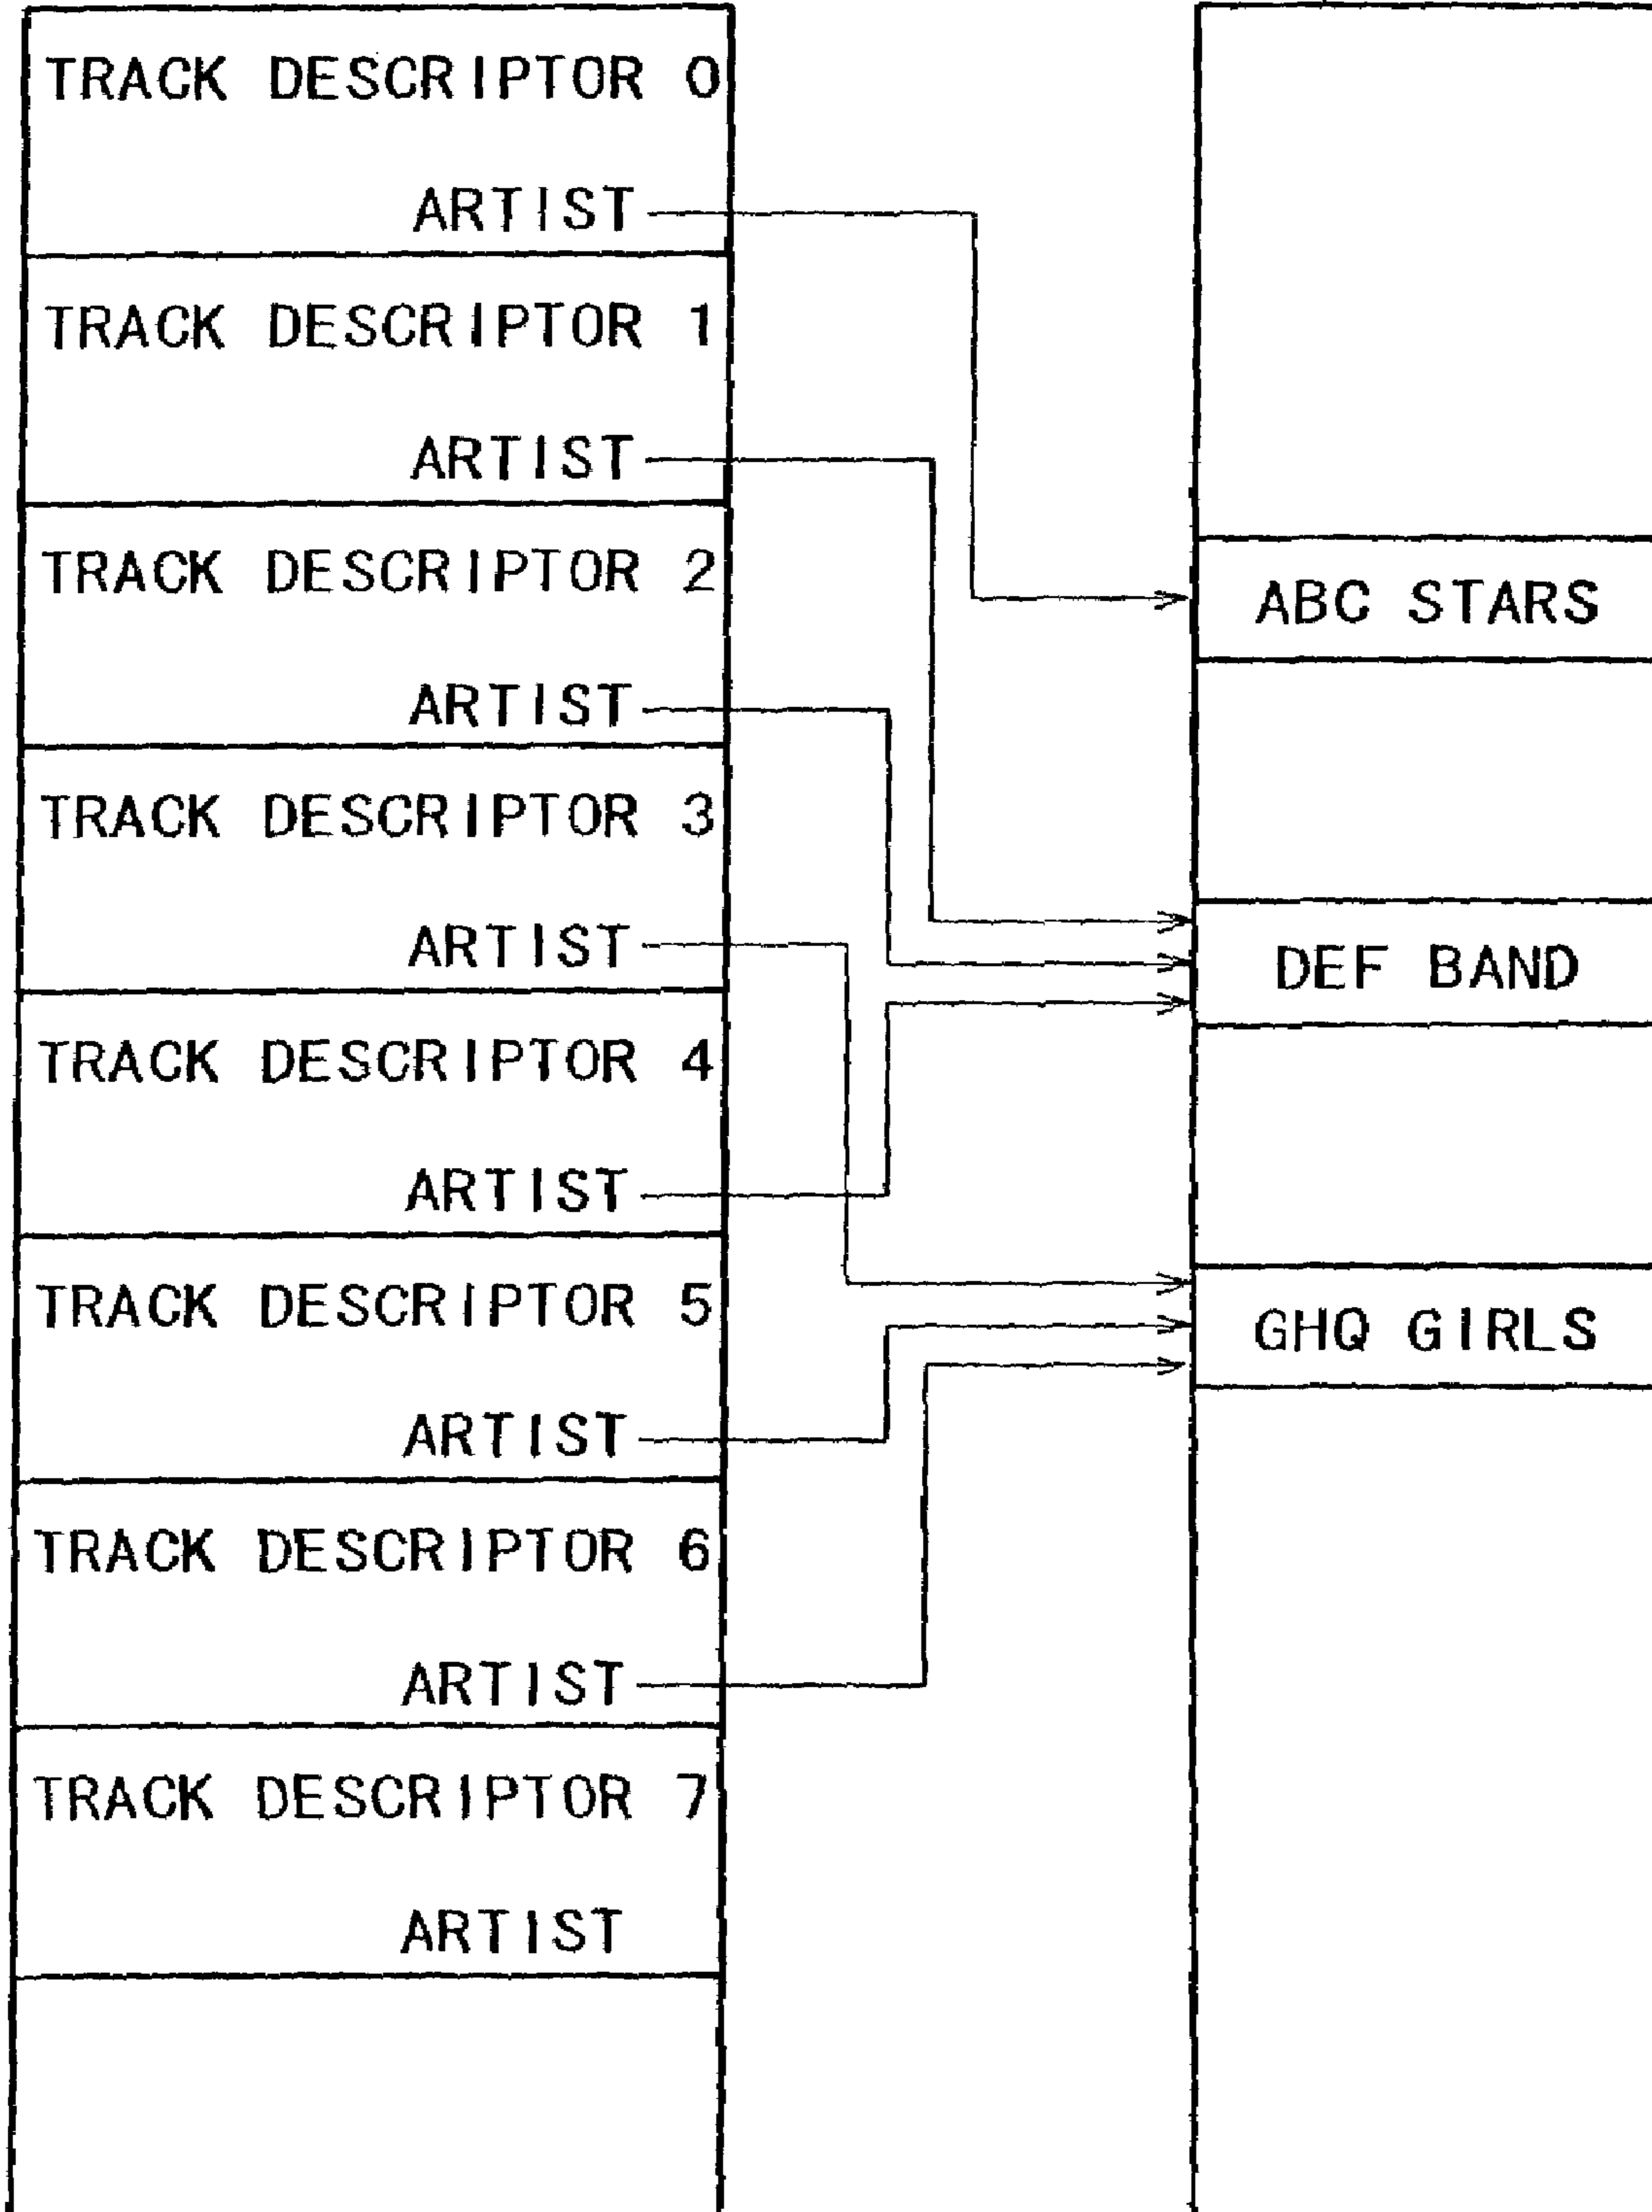 TRACK DESCRIPTOR 0
ARTIST
TRACK DESCRIPTOR 1
ARTIST
TRACK DESCRIPTOR 2
ARTIST
TRACK DESCRIPTOR 3
ARTIST
TRACK DESCRIPTOR 4
ARTIST
TRACK DESCRIPTOR 5
ARTIST
TRACK DESCRIPTOR 6
ARTIST
TRACK DESCRIPTOR 7
ARTIST
ABC STARS
DEF BAND
GHQ GIRLS